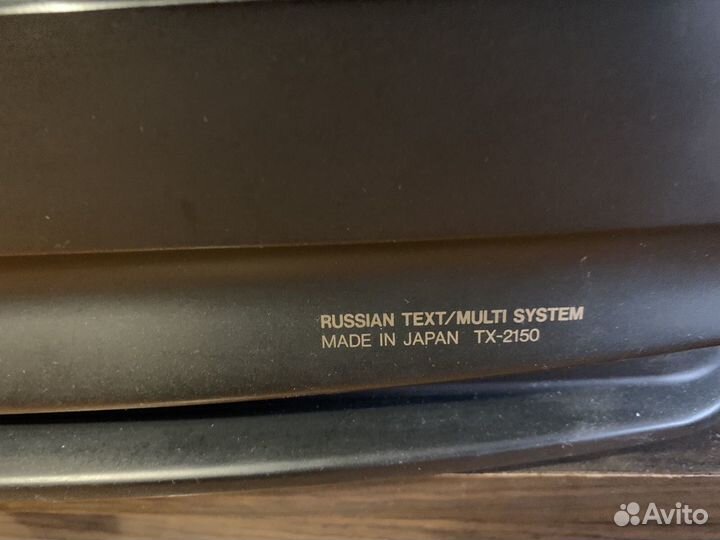 RUSSIAN TEXT/MULTI SYSTEM
MADE IN JAPAN TX-2150
Avito